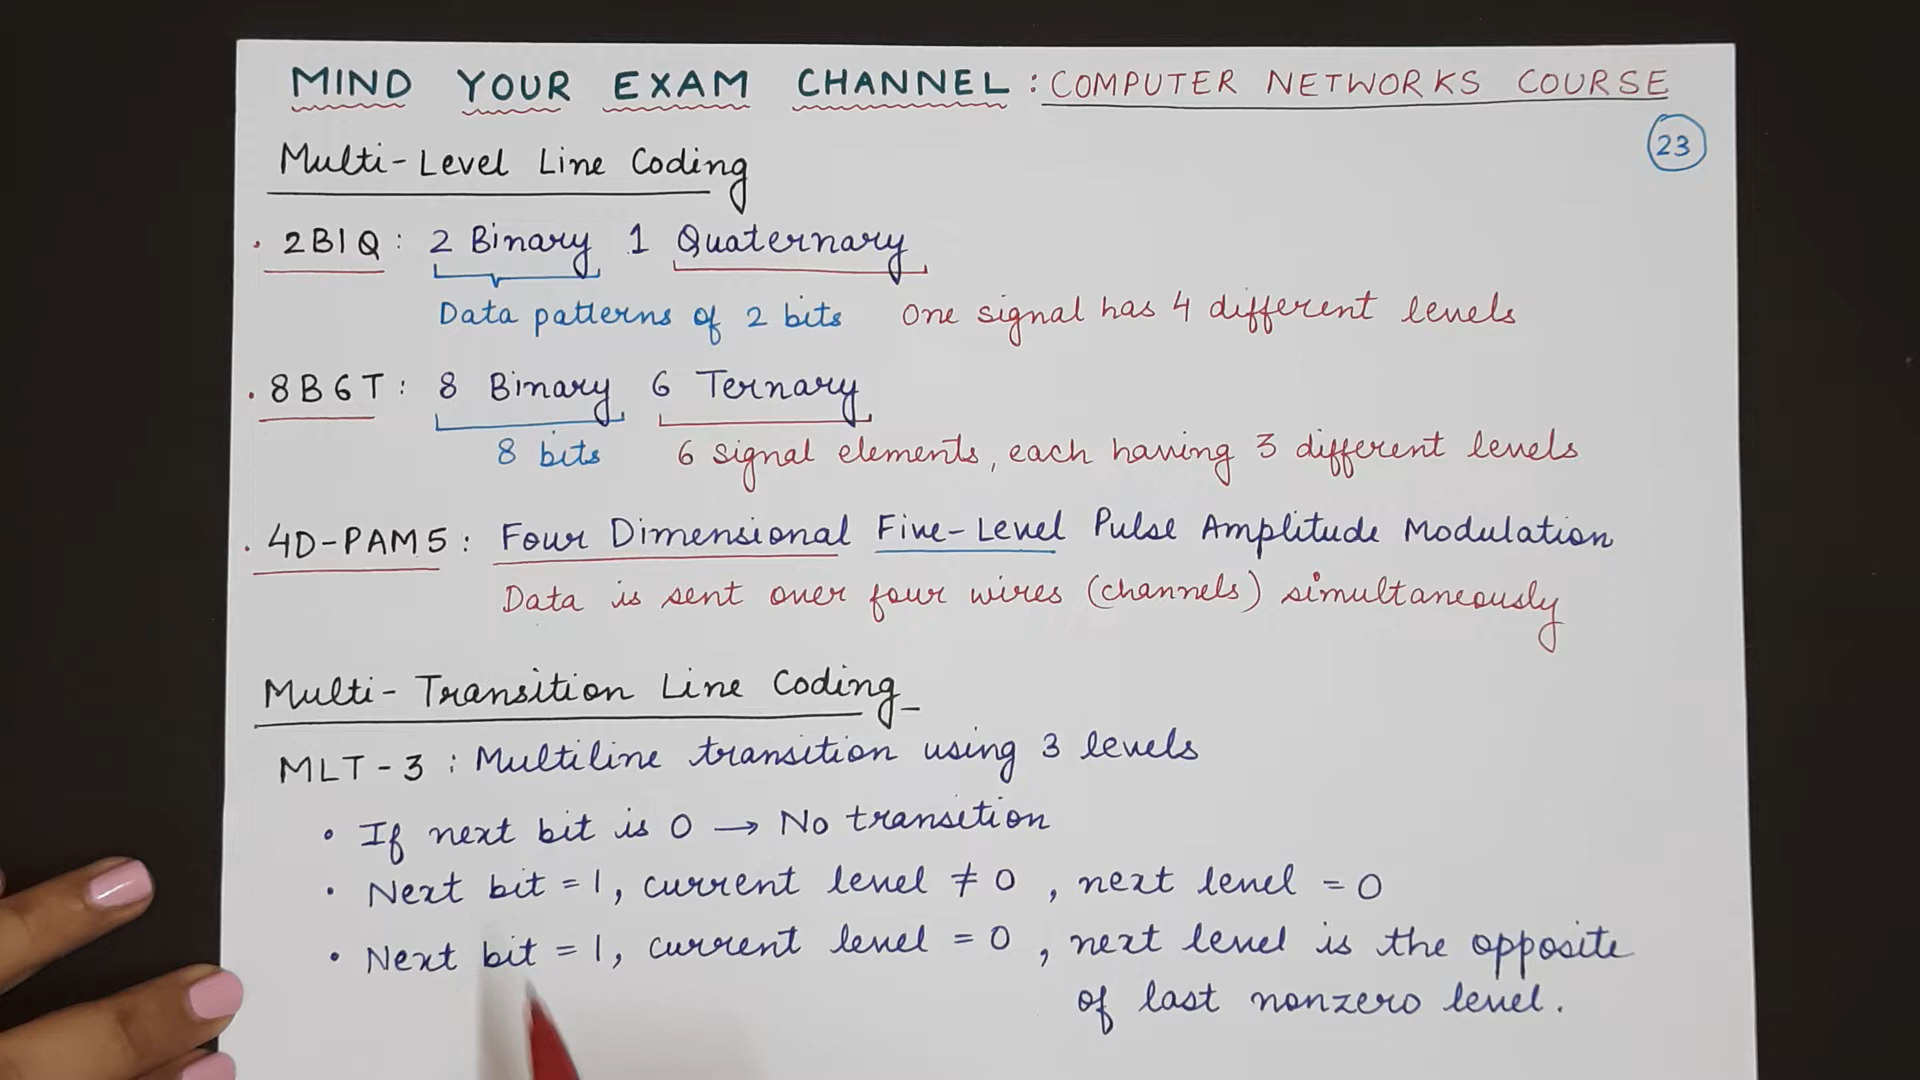 MIND YOUR EXAM CHANNEL : COMPUTER NETWORKS COURSE
23
Multi-Level Line Coding
• 2B1Q : 2 Binary 1 Quaternary
Data patterns of 2 bits One signal has 4 different levels
• 8B6T : 8 Binary 6 Ternary
8 bits 6 signal elements, each having 3 different levels
• 4D-PAM5 : Four Dimensional Five-Level Pulse Amplitude Modulation
Data is sent over four wires (channels) simultaneously
Multi-Transition Line Coding
MLT-3 : Multiline transition using 3 levels
• If next bit is 0 → No transition
• Next bit = 1, current level ≠ 0, next level = 0
• Next bit = 1, current level = 0, next level is the opposite
of last nonzero level.